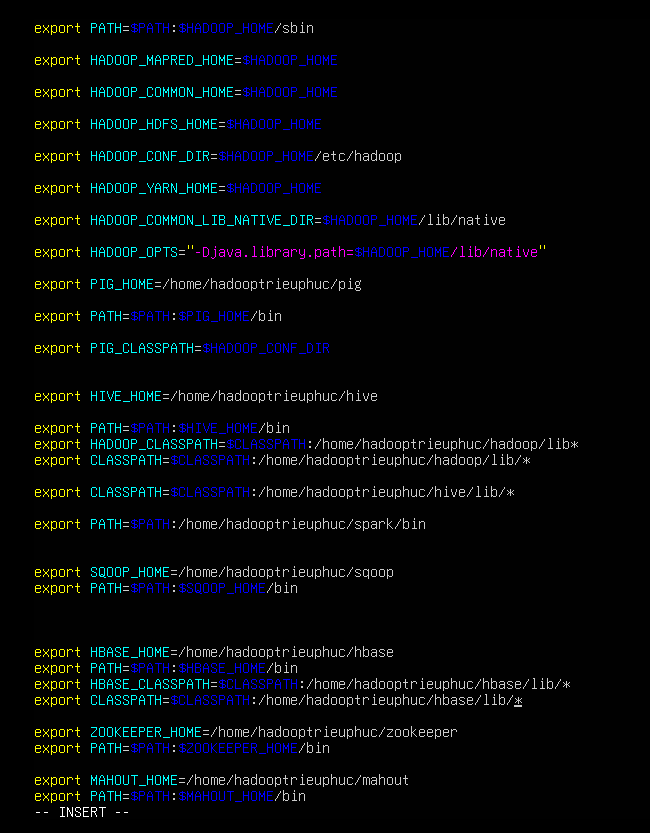 export PATH=$PATH:$HADOOP_HOME/sbin
export HADOOP_MAPRED_HOME=$HADOOP_HOME
export HADOOP_COMMON_HOME=$HADOOP_HOME
export HADOOP_HDFS_HOME=$HADOOP_HOME
export HADOOP_CONF_DIR=$HADOOP_HOME/etc/hadoop
export HADOOP_YARN_HOME=$HADOOP_HOME
export HADOOP_COMMON_LIB_NATIVE_DIR=$HADOOP_HOME/lib/native
export HADOOP_OPTS="-Djava.library.path=$HADOOP_HOME/lib/native"
export PIG_HOME=/home/hadooptrieuphuc/pig
export PATH=$PATH:$PIG_HOME/bin
export PIG_CLASSPATH=$HADOOP_CONF_DIR
export HIVE_HOME=/home/hadooptrieuphuc/hive
export PATH=$PATH:$HIVE_HOME/bin
export HADOOP_CLASSPATH=$CLASSPATH:/home/hadooptrieuphuc/hadoop/lib*
export CLASSPATH=$CLASSPATH:/home/hadooptrieuphuc/hadoop/lib/*
export CLASSPATH=$CLASSPATH:/home/hadooptrieuphuc/hive/lib/*
export PATH=$PATH:/home/hadooptrieuphuc/spark/bin
export SQOOP_HOME=/home/hadooptrieuphuc/sqoop
export PATH=$PATH:$SQOOP_HOME/bin
export HBASE_HOME=/home/hadooptrieuphuc/hbase
export PATH=$PATH:$HBASE_HOME/bin
export HBASE_CLASSPATH=$CLASSPATH:/home/hadooptrieuphuc/hbase/lib/*
export CLASSPATH=$CLASSPATH:/home/hadooptrieuphuc/hbase/lib/*
export ZOOKEEPER_HOME=/home/hadooptrieuphuc/zookeeper
export PATH=$PATH:$ZOOKEEPER_HOME/bin
export MAHOUT_HOME=/home/hadooptrieuphuc/mahout
export PATH=$PATH:$MAHOUT_HOME/bin
-- INSERT --